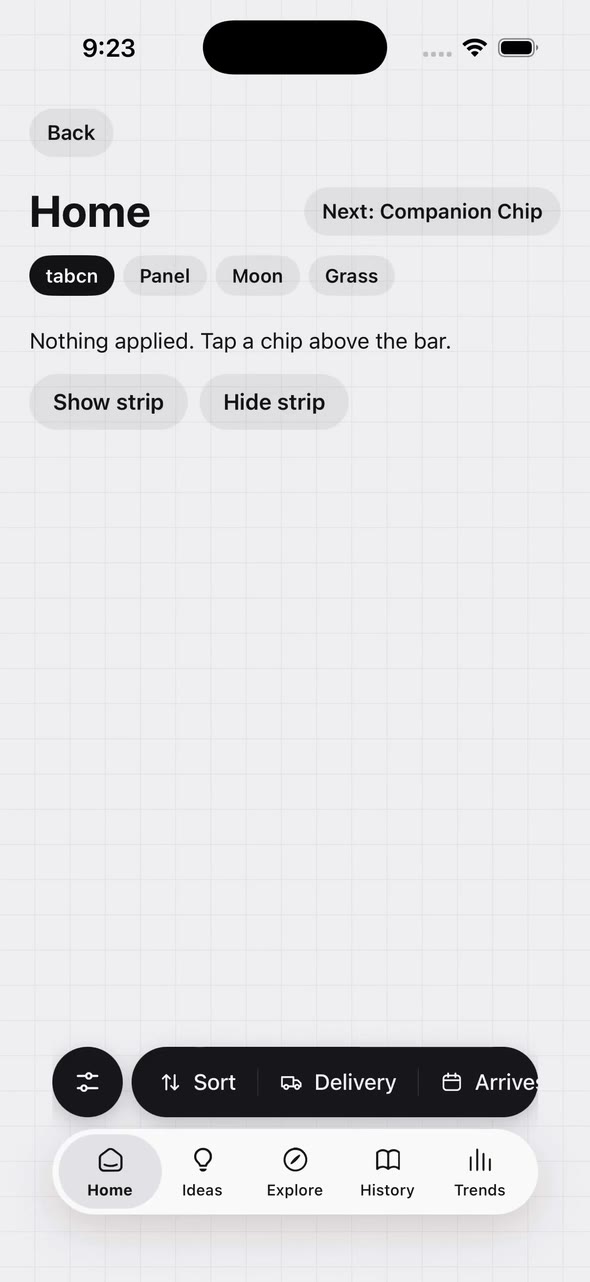 9:23
Back
Home
Next: Companion Chip
tabcn Panel Moon Grass
Nothing applied. Tap a chip above the bar.
Show strip Hide strip
Sort Delivery Arrives
Home Ideas Explore History Trends